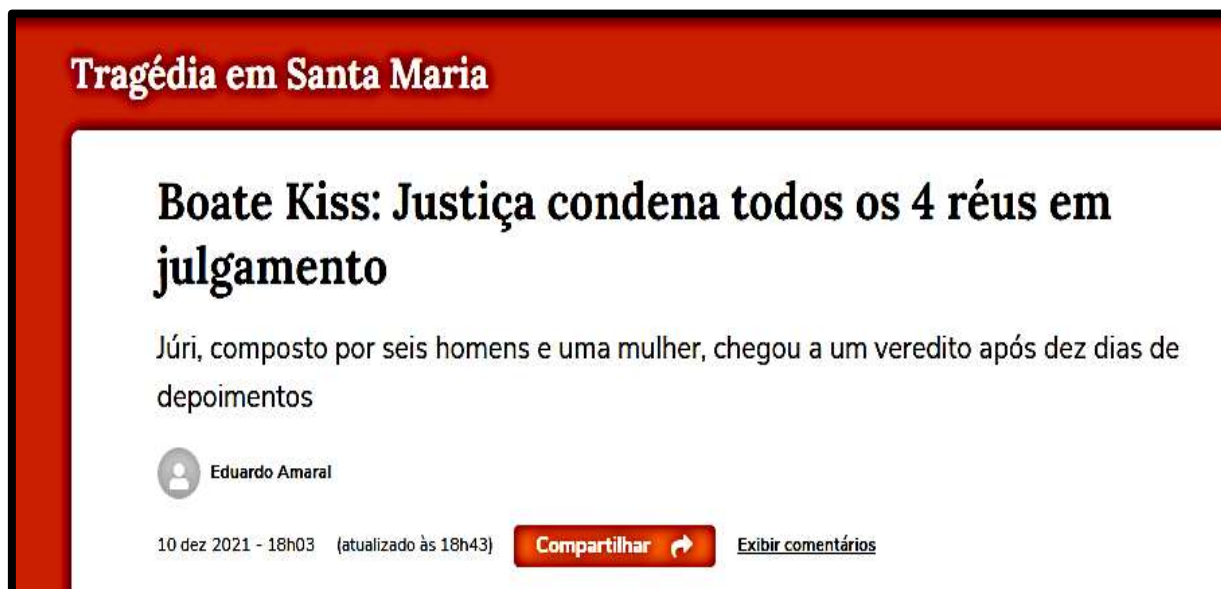 Tragédia em Santa Maria
Boate Kiss: Justiça condena todos os 4 réus em
julgamento
Júri, composto por seis homens e uma mulher, chegou a um veredito após dez dias de
depoimentos
Eduardo Amaral
10 dez 2021 - 18h03 (atualizado às 18h43) Compartilhar Exibir comentários